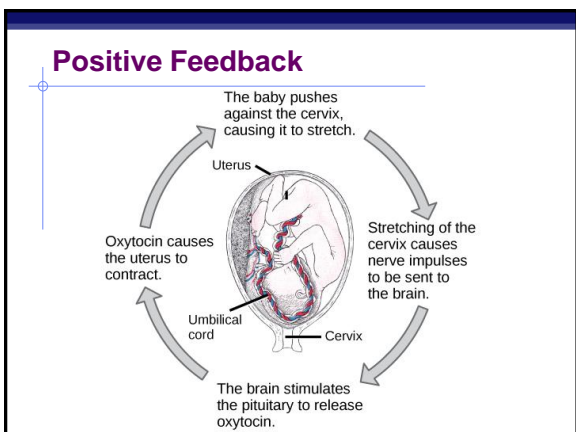 Positive Feedback
The baby pushes
against the cervix,
causing it to stretch.
Uterus
Stretching of the
cervix causes
nerve impulses
to be sent to
the brain.
Oxytocin causes
the uterus to
contract.
Umbilical
cord
Cervix
The brain stimulates
the pituitary to release
oxytocin.